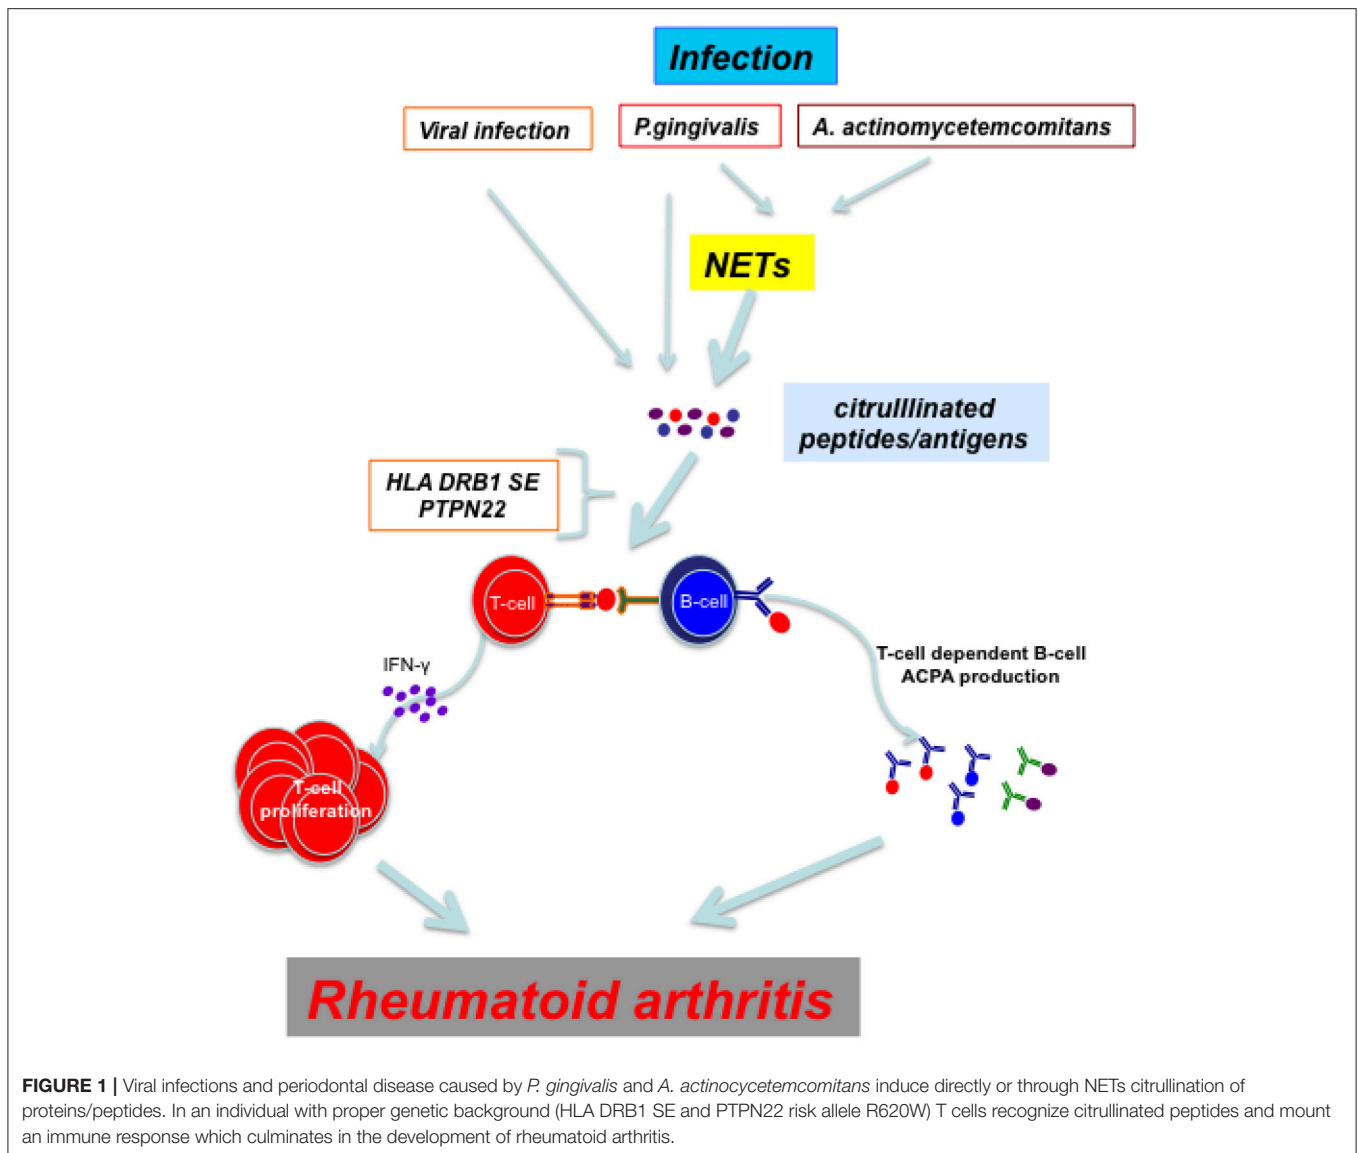 Infection
Viral infection
P.gingivalis
A. actinomycetemcomitans
NETs
citrulllinated
peptides/antigens
HLA DRB1 SE
PTPN22
T-cell
B-cell
IFN-γ
T-cell dependent B-cell
ACPA production
T-cell
proliferation
Rheumatoid arthritis
FIGURE 1 | Viral infections and periodontal disease caused by P. gingivalis and A. actinocycetemcomitans induce directly or through NETs citrullination of
proteins/peptides. In an individual with proper genetic background (HLA DRB1 SE and PTPN22 risk allele R620W) T cells recognize citrullinated peptides and mount
an immune response which culminates in the development of rheumatoid arthritis.